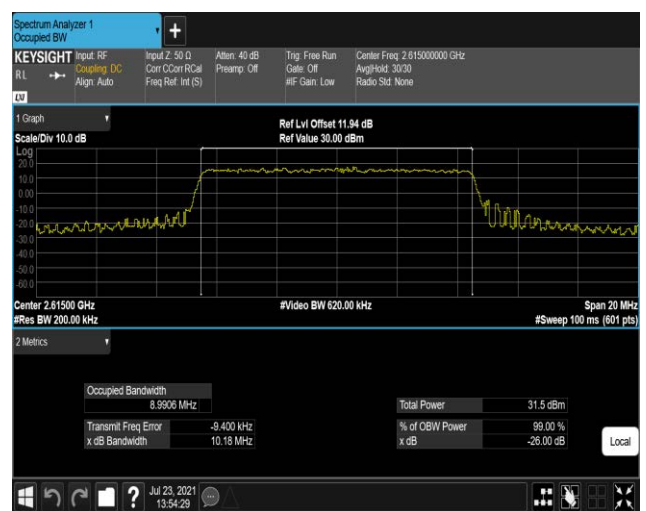 Spectrum Analyzer 1
Occupied BW
+
KEYSIGHT Input: RF Input Z: 50 Ω Atten: 40 dB Trig: Free Run Center Freq: 2.615000000 GHz
RL Coupling: DC Corr CCorr RCal Preamp: Off Gate: Off Avg|Hold: 30/30
Align: Auto Freq Ref: Int (S) #IF Gain: Low Radio Std: None
LXI
1 Graph
Ref Lvl Offset 11.94 dB
Scale/Div 10.0 dB Ref Value 30.00 dBm
Log
20.0
10.0
0.00
-10.0
-20.0
-30.0
-40.0
-50.0
-60.0
Center 2.61500 GHz #Video BW 620.00 kHz Span 20 MHz
#Res BW 200.00 kHz #Sweep 100 ms (601 pts)
2 Metrics
Occupied Bandwidth
8.9906 MHz Total Power 31.5 dBm
Transmit Freq Error -9.400 kHz % of OBW Power 99.00 %
x dB Bandwidth 10.18 MHz x dB -26.00 dB
Local
? Jul 23, 2021
13:54:29